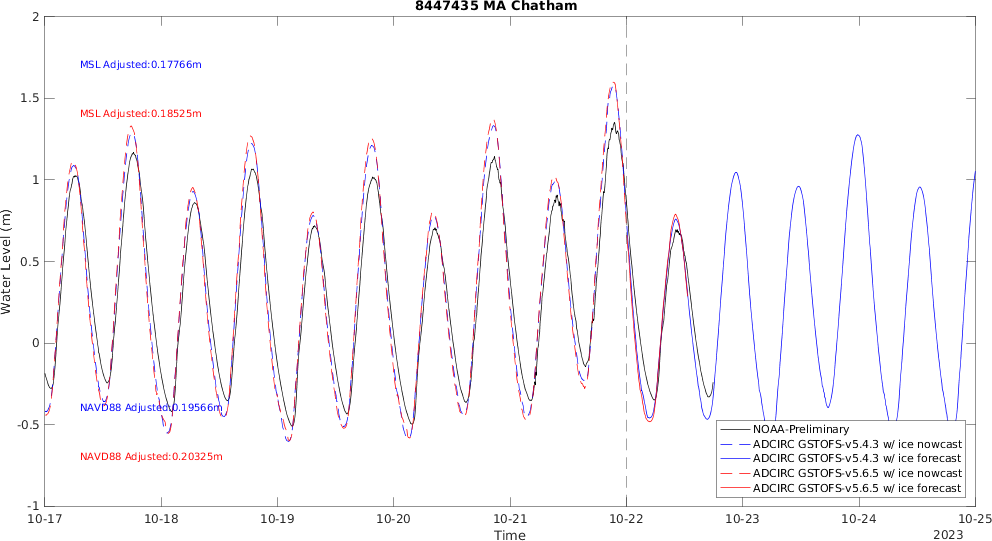 8447435 MA Chatham
2
1.5
1
0.5
0
-0.5
-1
Water Level (m)
MSL Adjusted:0.17766m
MSL Adjusted:0.18525m
NAVD88 Adjusted:0.19566m
NAVD88 Adjusted:0.20325m
NOAA-Preliminary
ADCIRC GSTOFS-v5.4.3 w/ ice nowcast
ADCIRC GSTOFS-v5.4.3 w/ ice forecast
ADCIRC GSTOFS-v5.6.5 w/ ice nowcast
ADCIRC GSTOFS-v5.6.5 w/ ice forecast
10-17 10-18 10-19 10-20 10-21 10-22 10-23 10-24 10-25
Time
2023